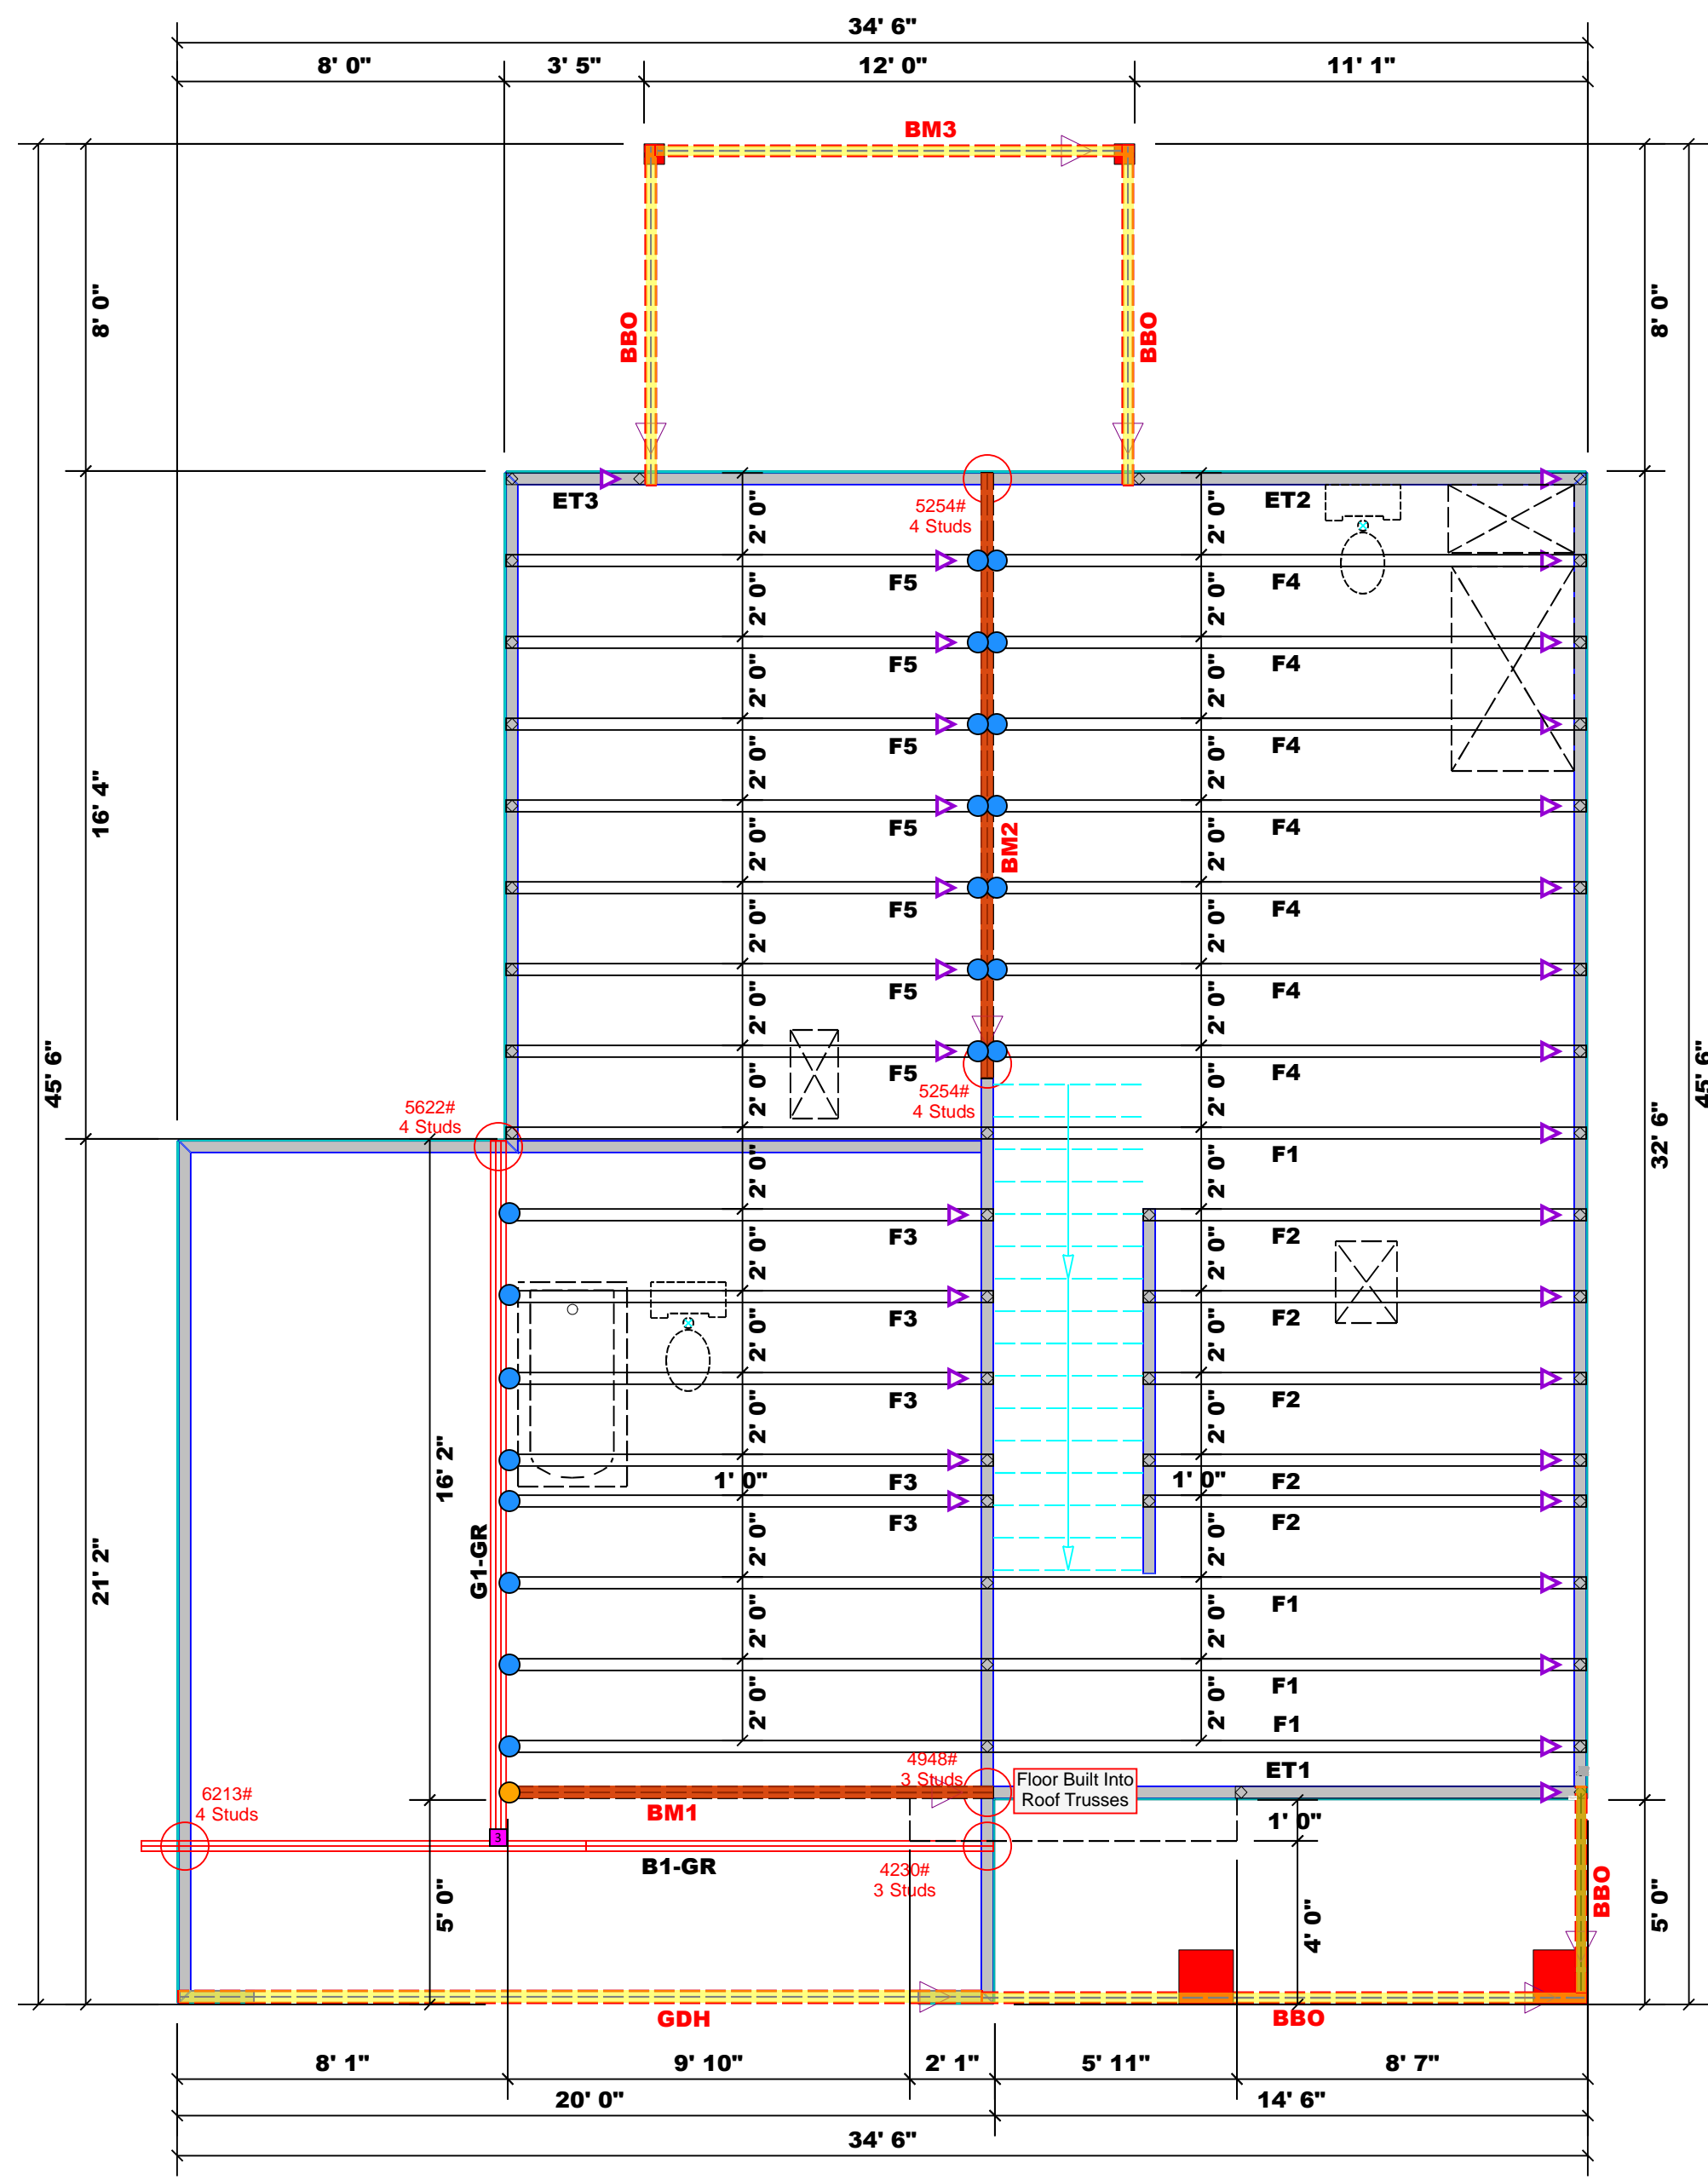 34' 6"
8' 0"
3' 5"
12' 0"
11' 1"
BM3
8' 0"
BBO
BBO
8' 0"
ET3
5254#
4 Studs
2' 0"
2' 0"
ET2
F5
F4
2' 0"
2' 0"
F5
F4
2' 0"
2' 0"
F5
F4
16' 4"
2' 0"
2' 0"
F5
BM2
F4
2' 0"
2' 0"
F5
F4
2' 0"
2' 0"
F5
F4
2' 0"
2' 0"
45' 6"
45' 6"
F5
F4
5254#
4 Studs
2' 0"
2' 0"
5622#
4 Studs
32' 6"
F1
2' 0"
2' 0"
F3
F2
2' 0"
2' 0"
F3
F2
2' 0"
2' 0"
F3
F2
16' 2"
2' 0"
2' 0"
1' 0"
F3
1' 0"
F2
F3
F2
21' 2"
G1-GR
2' 0"
2' 0"
F1
2' 0"
2' 0"
F1
2' 0"
2' 0"
F1
4948#
3 Studs
Floor Built Into
Roof Trusses
ET1
6213#
4 Studs
BM1
1' 0"
3
B1-GR
4230#
3 Studs
5' 0"
4' 0"
BBO
5' 0"
GDH
BBO
8' 1"
9' 10"
2' 1"
5' 11"
8' 7"
20' 0"
14' 6"
34' 6"